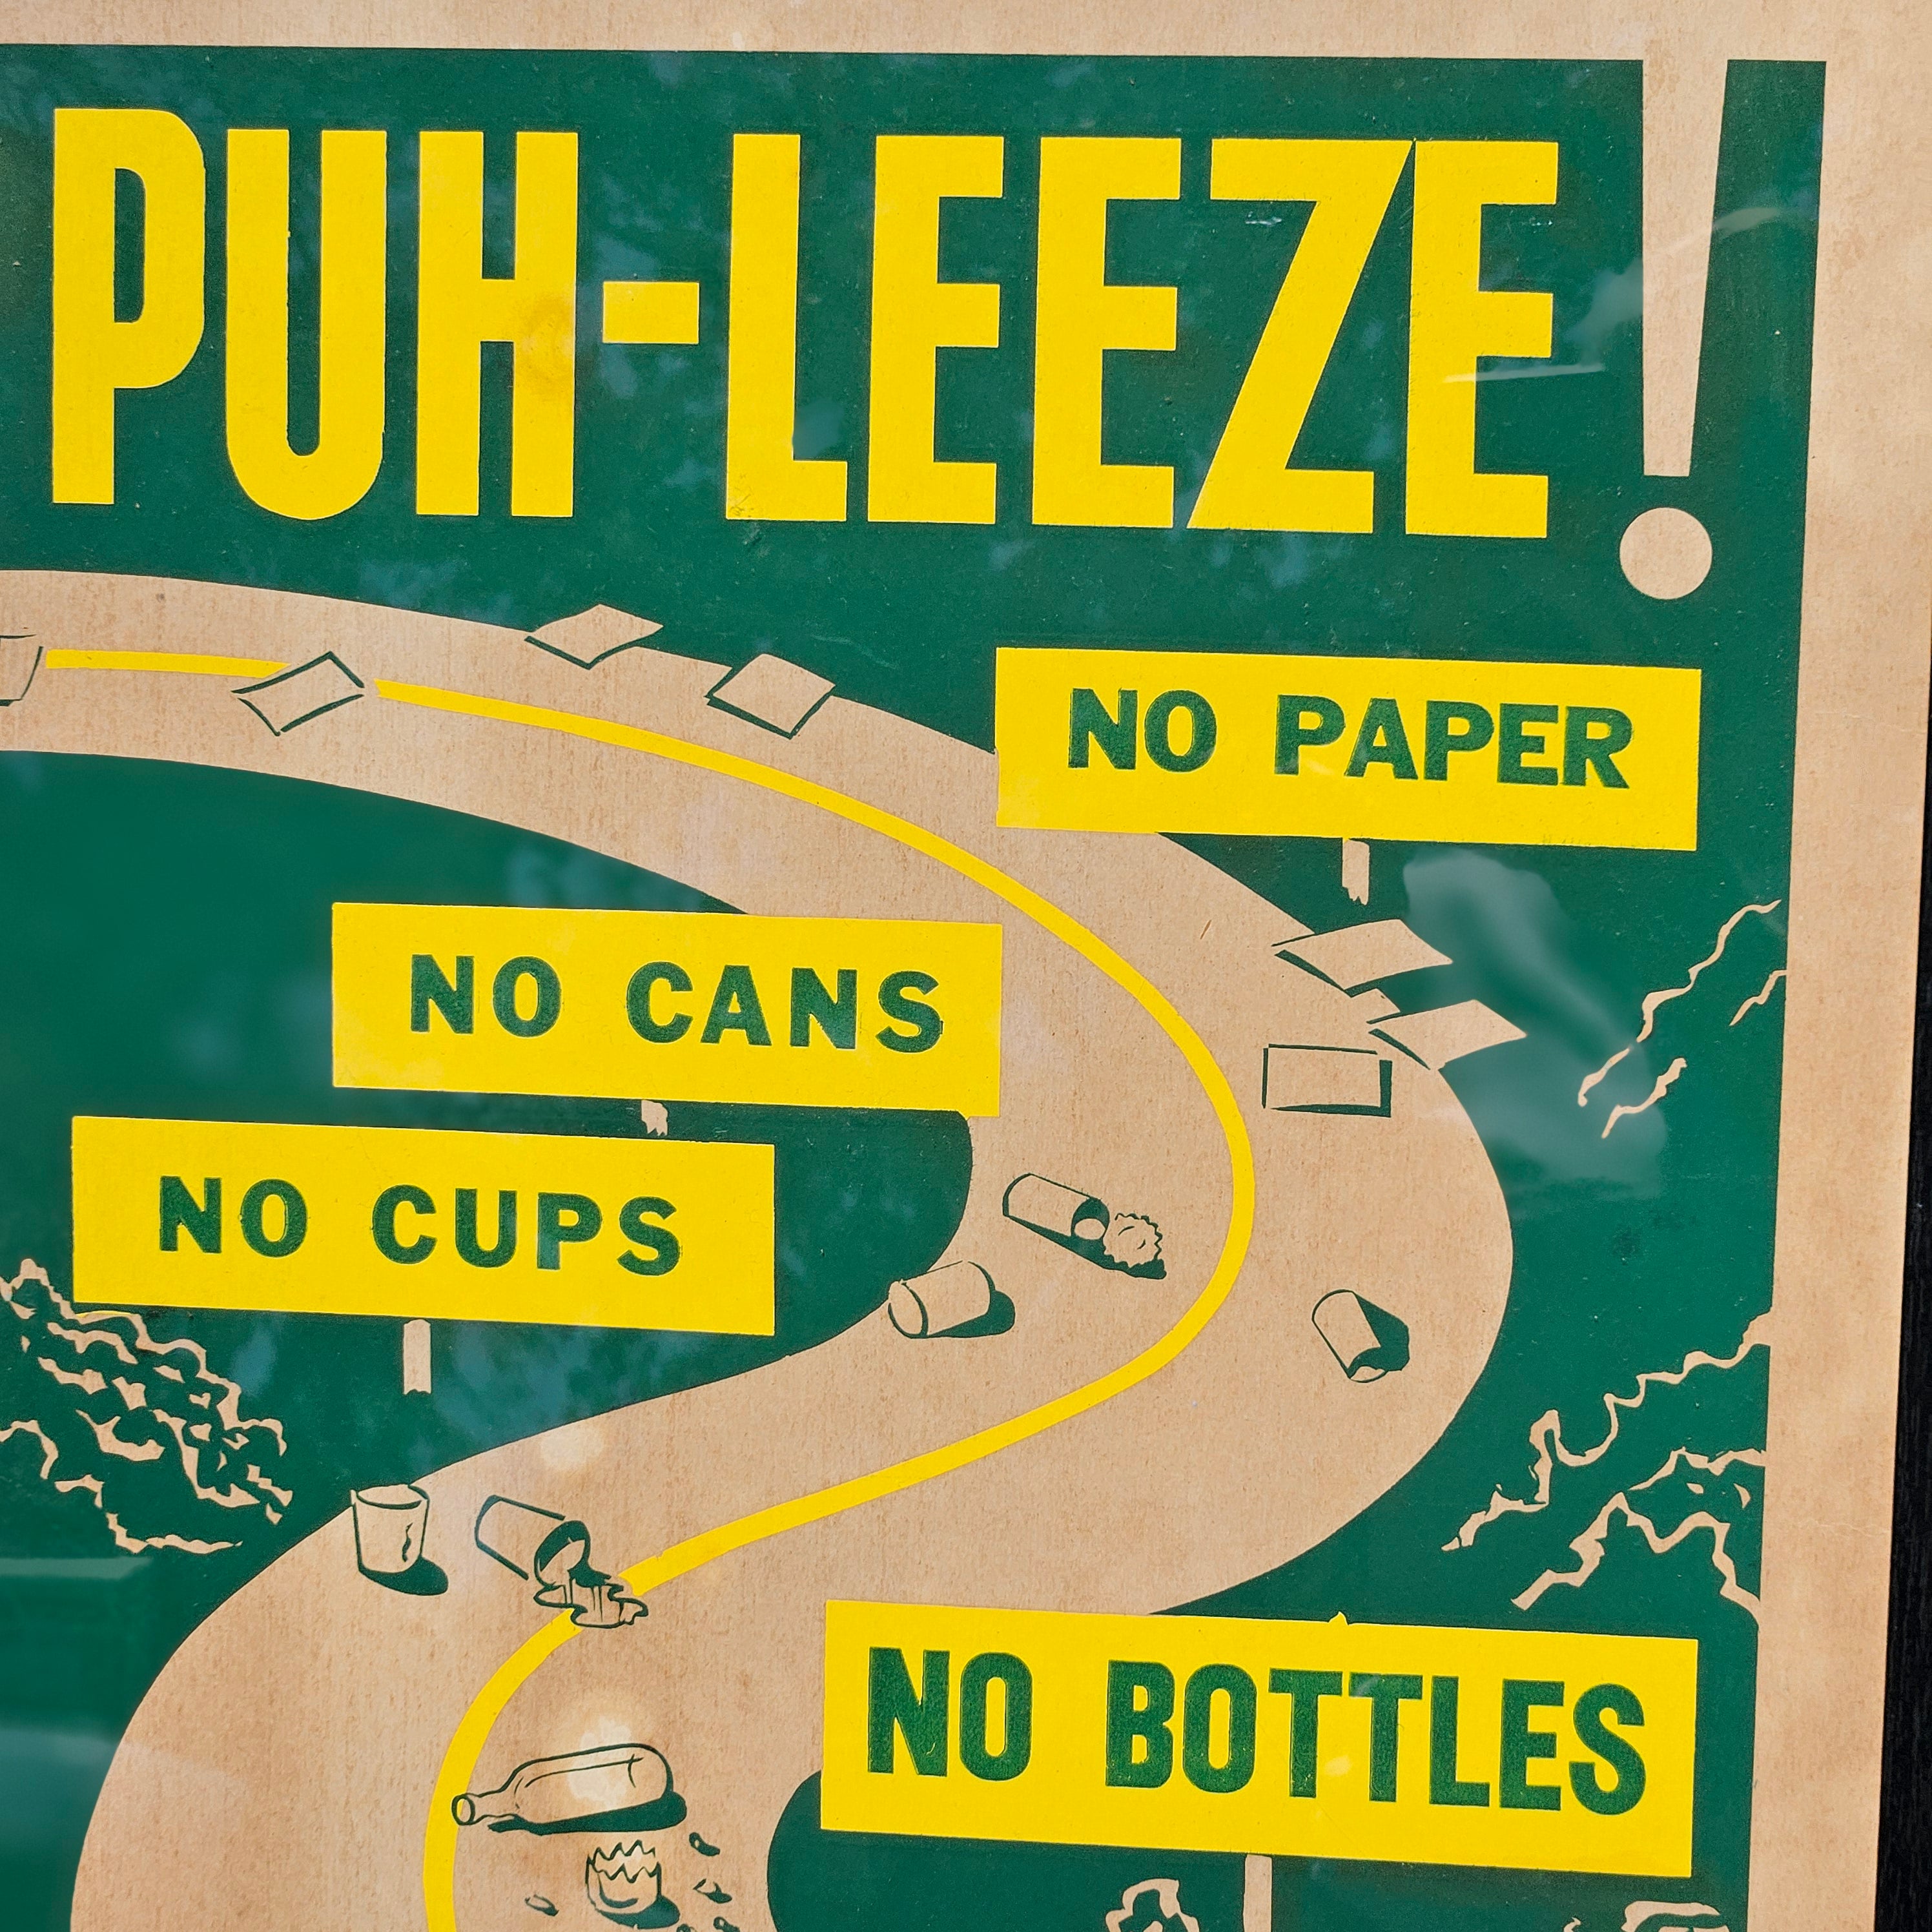 PUH-LEEZE!
NO PAPER
NO CANS
NO CUPS
NO BOTTLES